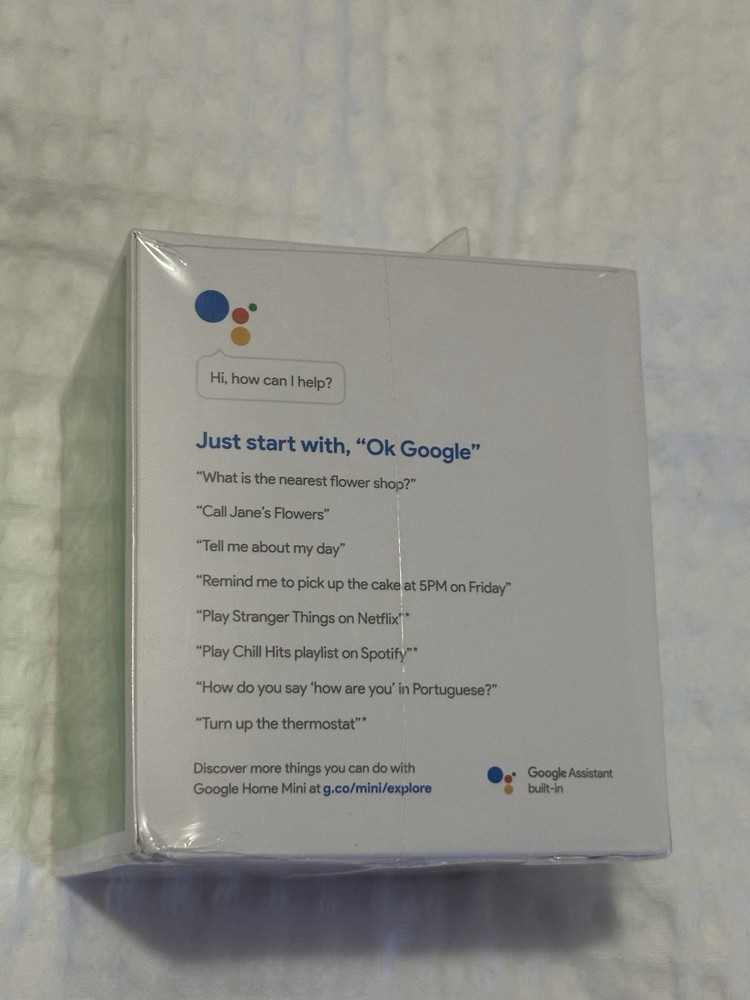 Hi, how can I help?
Just start with, “Ok Google”
“What is the nearest flower shop?”
“Call Jane’s Flowers”
“Tell me about my day”
“Remind me to pick up the cake at 5PM on Friday”
“Play Stranger Things on Netflix”*
“Play Chill Hits playlist on Spotify”*
“How do you say ‘how are you’ in Portuguese?”
“Turn up the thermostat”*
Discover more things you can do with
Google Home Mini at g.co/mini/explore
Google Assistant
built-in